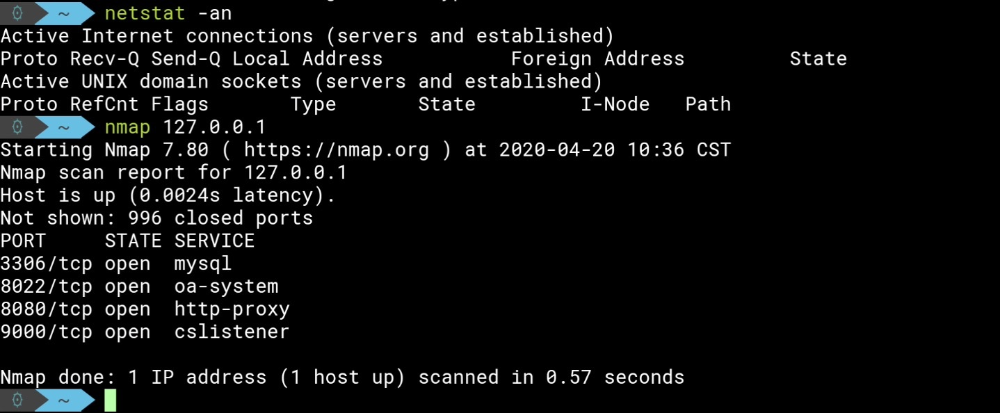 ~ netstat -an
Active Internet connections (servers and established)
Proto Recv-Q Send-Q Local Address           Foreign Address         State
Active UNIX domain sockets (servers and established)
Proto RefCnt Flags       Type       State         I-Node   Path
~ nmap 127.0.0.1
Starting Nmap 7.80 ( https://nmap.org ) at 2020-04-20 10:36 CST
Nmap scan report for 127.0.0.1
Host is up (0.0024s latency).
Not shown: 996 closed ports
PORT     STATE SERVICE
3306/tcp open  mysql
8022/tcp open  oa-system
8080/tcp open  http-proxy
9000/tcp open  cslistener
Nmap done: 1 IP address (1 host up) scanned in 0.57 seconds
~